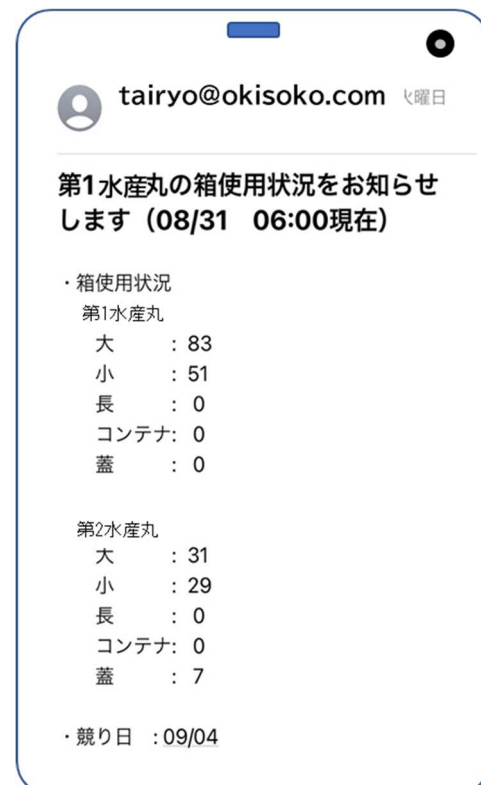 tairyo@okisoko.com 火曜日
第1水産丸の箱使用状況をお知らせ
します（08/31　06:00現在）
・箱使用状況
第1水産丸
大　　　: 83
小　　　: 51
長　　　: 0
コンテナ: 0
蓋　　　: 0
第2水産丸
大　　　: 31
小　　　: 29
長　　　: 0
コンテナ: 0
蓋　　　: 7
・競り日　: 09/04